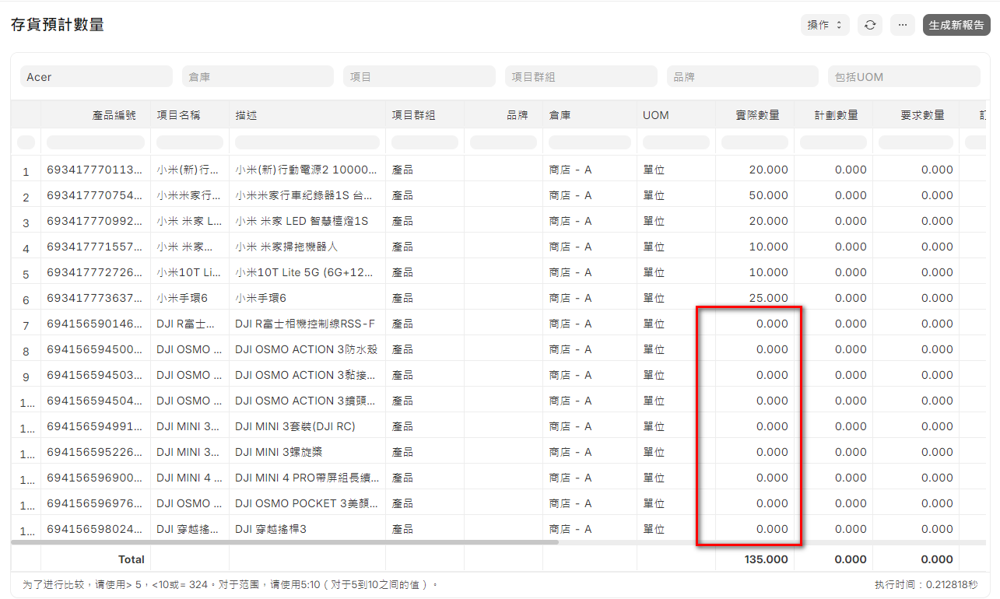 存貨預計數量 操作 ... 生成新報告
Acer 倉庫 項目 項目群組 品牌 包括UOM
產品編號 項目名稱 描述 項目群組 品牌 倉庫 UOM 實際數量 計劃數量 要求數量
1 693417770113... 小米(新)行... 小米(新)行動電源2 10000... 產品 商店 - A 單位 20.000 0.000 0.000
2 693417770754... 小米米家行... 小米米家行車紀錄器1S 台... 產品 商店 - A 單位 50.000 0.000 0.000
3 693417770992... 小米 米家 L... 小米 米家 LED 智慧檯燈1S 產品 商店 - A 單位 20.000 0.000 0.000
4 693417771557... 小米 米家... 小米 米家掃拖機器人 產品 商店 - A 單位 10.000 0.000 0.000
5 693417772726... 小米10T Li... 小米10T Lite 5G (6G+12... 產品 商店 - A 單位 10.000 0.000 0.000
6 693417773637... 小米手環6 小米手環6 產品 商店 - A 單位 25.000 0.000 0.000
7 694156590146... DJI R富士... DJI R富士相機控制線RSS-F 產品 商店 - A 單位 0.000 0.000 0.000
8 694156594500... DJI OSMO ... DJI OSMO ACTION 3防水殼 產品 商店 - A 單位 0.000 0.000 0.000
9 694156594503... DJI OSMO ... DJI OSMO ACTION 3黏接... 產品 商店 - A 單位 0.000 0.000 0.000
1... 694156594504... DJI OSMO ... DJI OSMO ACTION 3鏡頭... 產品 商店 - A 單位 0.000 0.000 0.000
1... 694156594991... DJI MINI 3... DJI MINI 3套裝(DJI RC) 產品 商店 - A 單位 0.000 0.000 0.000
1... 694156595226... DJI MINI 3... DJI MINI 3螺旋槳 產品 商店 - A 單位 0.000 0.000 0.000
1... 694156596900... DJI MINI 4 ... DJI MINI 4 PRO帶屏組長續... 產品 商店 - A 單位 0.000 0.000 0.000
1... 694156596976... DJI OSMO ... DJI OSMO POCKET 3美顏... 產品 商店 - A 單位 0.000 0.000 0.000
1... 694156598024... DJI 穿越搖... DJI 穿越搖桿3 產品 商店 - A 單位 0.000 0.000 0.000
Total 135.000 0.000 0.000
为了进行比较，请使用> 5，<10或= 324。对于范围，请使用5:10（对于5到10之间的值）。 执行时间：0.212818秒